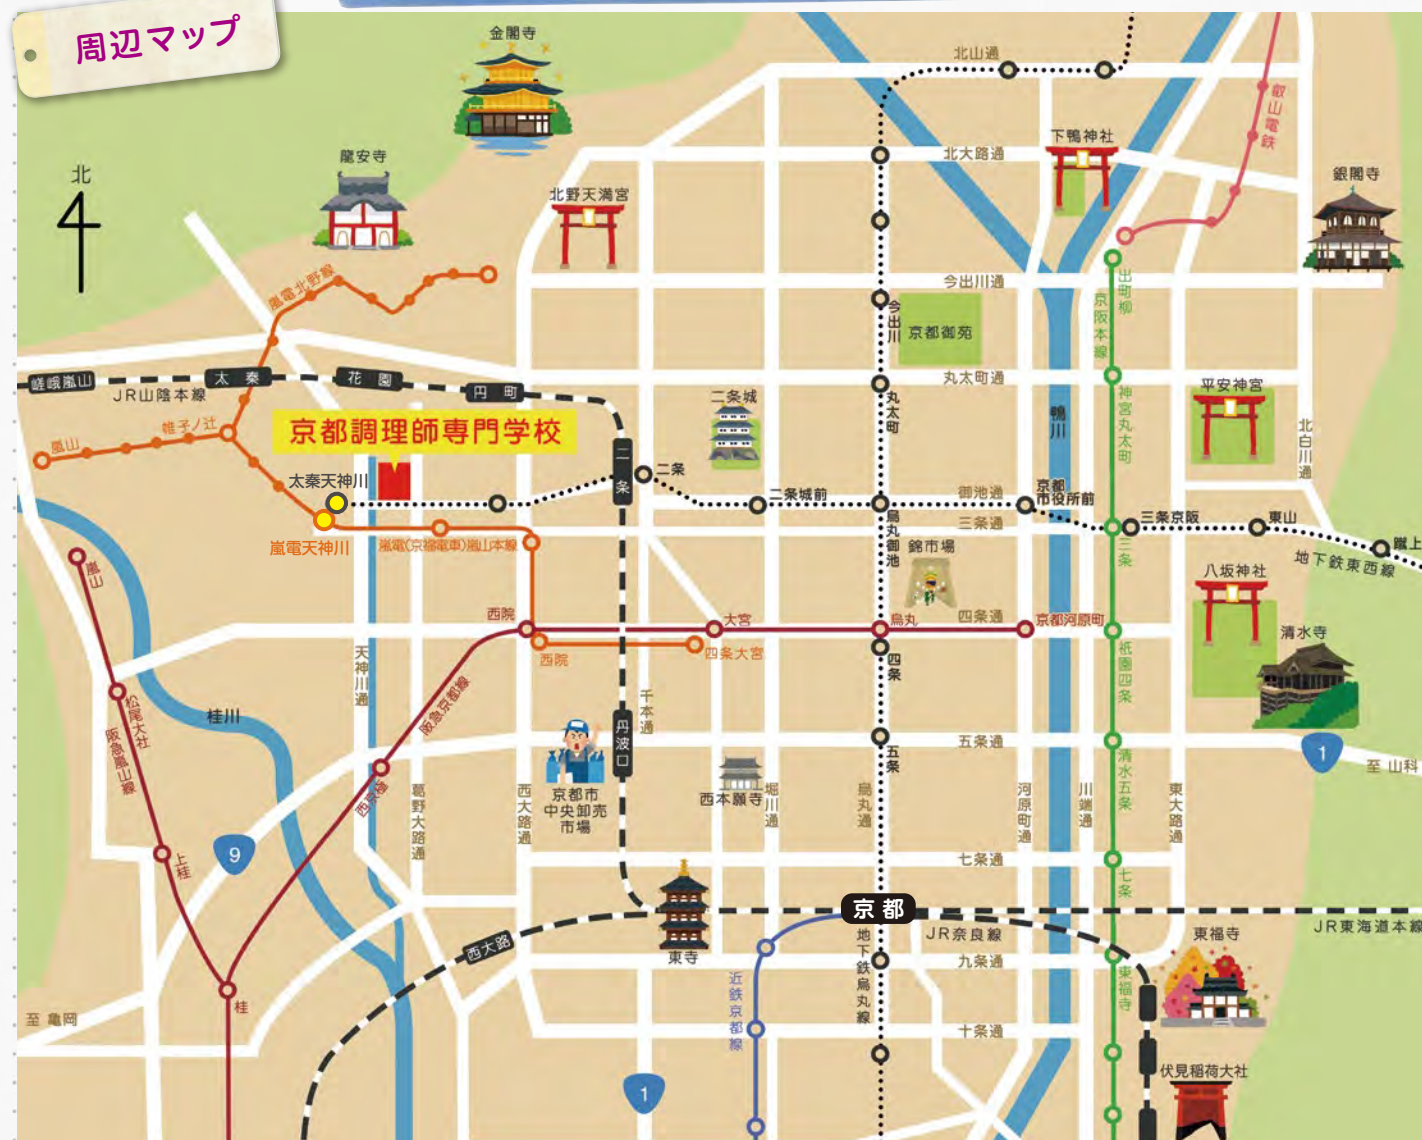 周辺マップ
金閣寺
北山通
叡山電鉄
下鴨神社
北大路通
龍安寺
北
北野天満宮
銀閣寺
嵐電北野線
今出川通
出町柳
京阪本線
今出川
京都御苑
嵯峨嵐山
太秦
花園
円町
JR山陰本線
丸太町通
丸太町
二条城
平安神宮
神宮丸太町
鴨川
北白川通
京都調理師専門学校
帷子ノ辻
嵐山
太秦天神川
二条
二条
二条城前
御池通
京都
市役所前
三条通
烏丸御池
三条京阪
東山
蹴上
地下鉄東西線
三条
嵐電天神川
嵐電(京福電車)嵐山本線
錦市場
八坂神社
嵐山
西院
大宮
烏丸
四条通
京都河原町
西院
四条大宮
四条
祇園四条
清水寺
天神川通
千本通
松尾大社
阪急嵐山線
阪急京都線
桂川
丹波口
五条
五条通
清水五条
1
至 山科
西京極
葛野大路通
西大路通
京都市
中央卸売
市場
西本願寺
堀川通
烏丸通
河原町通
川端通
東大路通
9
上桂
七条通
七条
京都
JR東海道本線
JR奈良線
西大路
東寺
地下鉄烏丸線
九条通
東福寺
東福寺
近鉄京都線
桂
至 亀岡
十条通
1
伏見稲荷大社